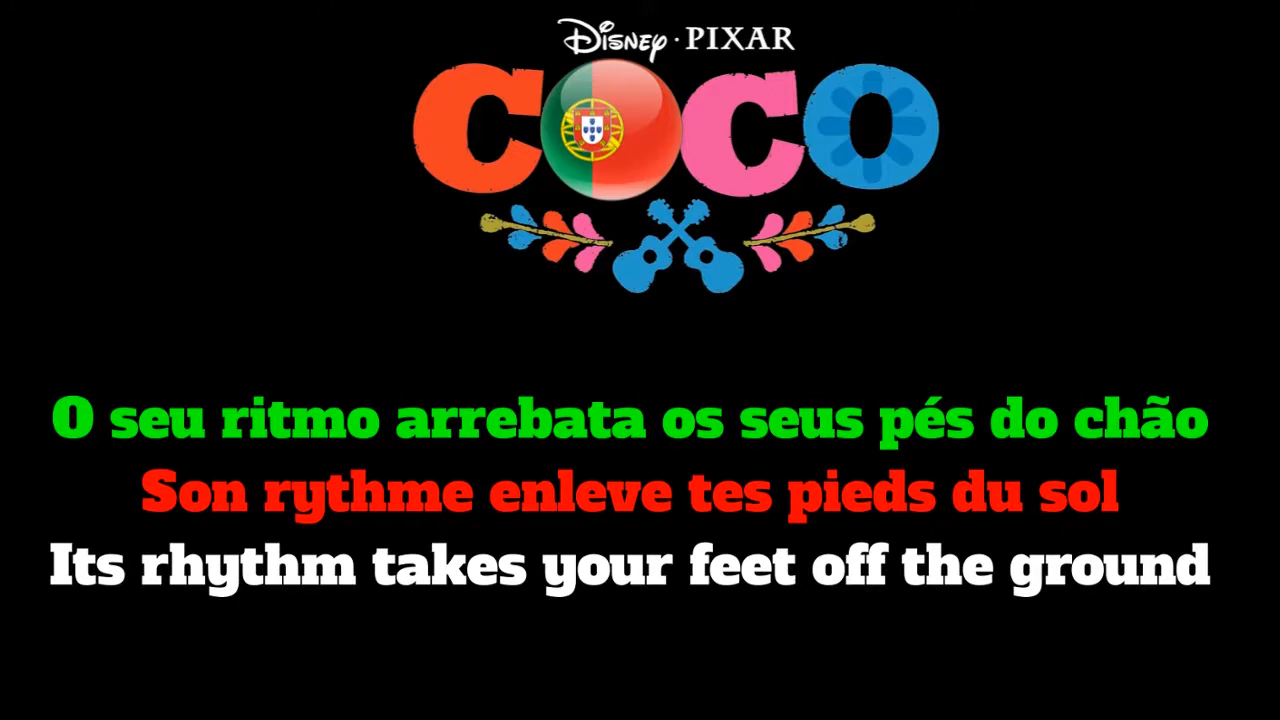 Disney · PIXAR
COCO
O seu ritmo arrebata os seus pés do chão
Son rythme enleve tes pieds du sol
Its rhythm takes your feet off the ground